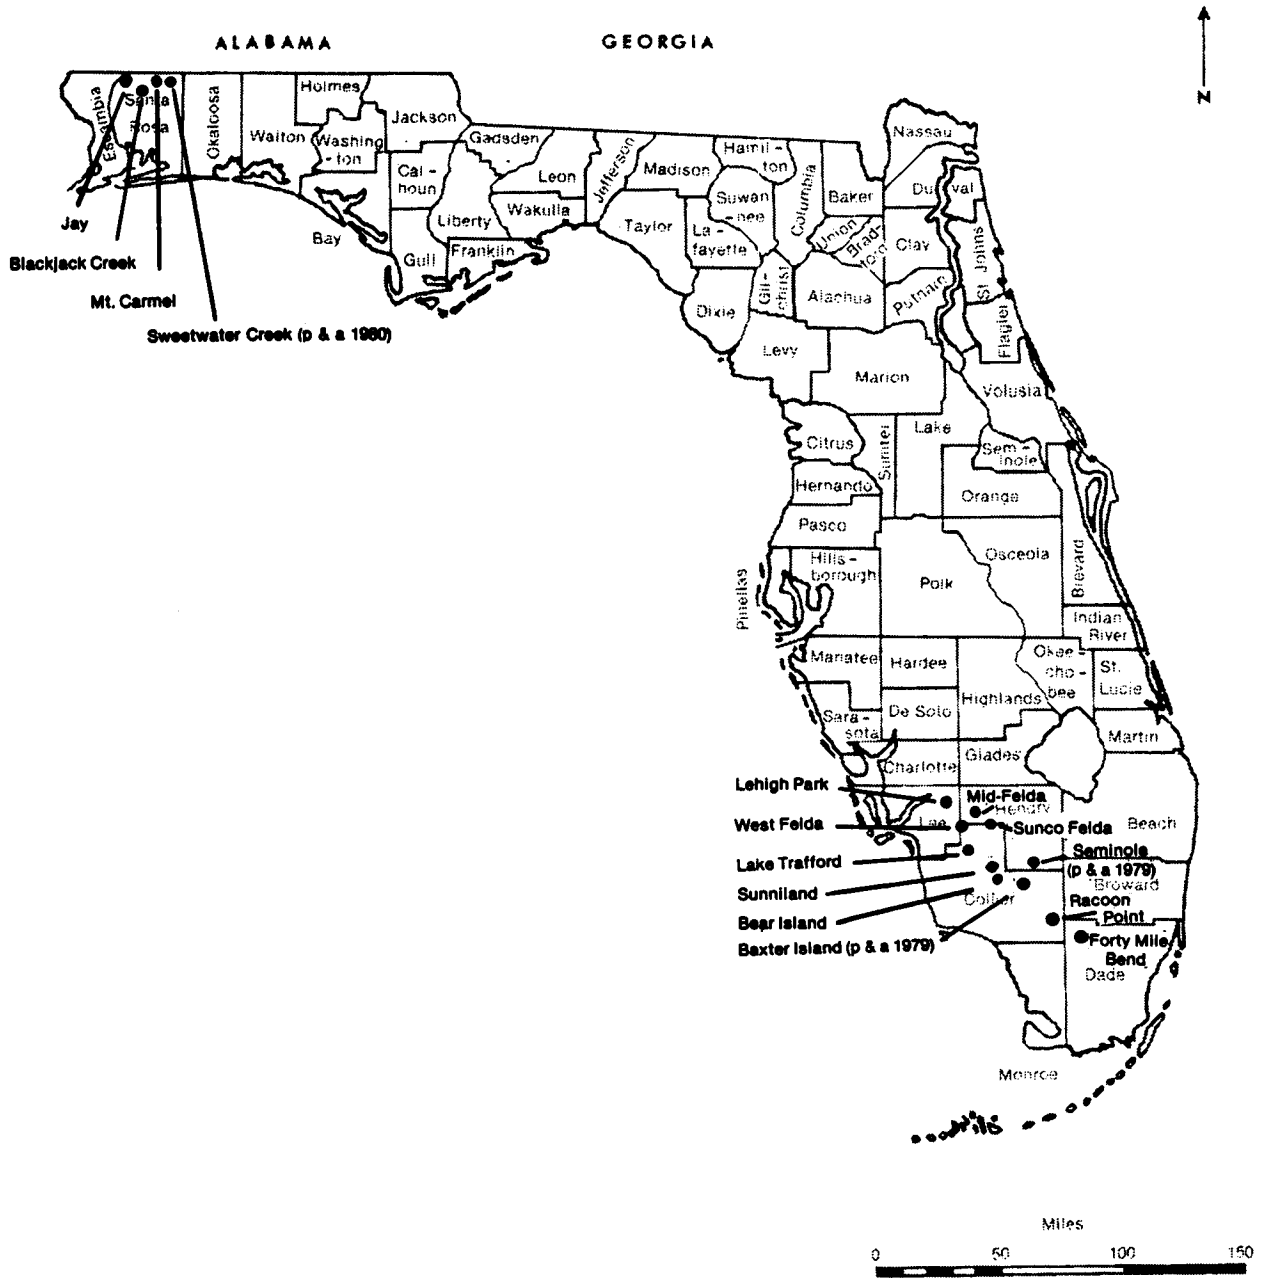 ALABAMA
GEORGIA
N
Escambia
Santa
Rosa
Okaloosa
Walton
Holmes
Washing
-ton
Jackson
Bay
Cal-
houn
Gulf
Liberty
Gadsden
Franklin
Leon
Wakulla
Jefferson
Madison
Taylor
Hamil-
ton
Suwan
-nee
La-
fayette
Dixie
Columbia
Gil-
christ
Baker
Union
Brad-
ford
Nassau
Duval
Clay
St. Johns
Alachua
Putnam
Flagler
Levy
Marion
Volusia
Citrus
Sumter
Lake
Sem-
inole
Hernando
Orange
Pasco
Pinellas
Hills-
borough
Polk
Osceola
Brevard
Indian
River
Manatee
Hardee
Highlands
Okee-
cho-
bee
St.
Lucie
Sara-
sota
De Soto
Martin
Charlotte
Glades
Lee
Hendry
Beach
Collier
Broward
Dade
Monroe
Jay
Blackjack Creek
Mt. Carmel
Sweetwater Creek (p & a 1980)
Lehigh Park
Mid-Felda
West Felda
Sunco Felda
Lake Trafford
Seminole
(p & a 1979)
Sunniland
Bear Island
Racoon
Point
Baxter Island (p & a 1979)
Forty Mile
Bend
Miles
0 50 100 150